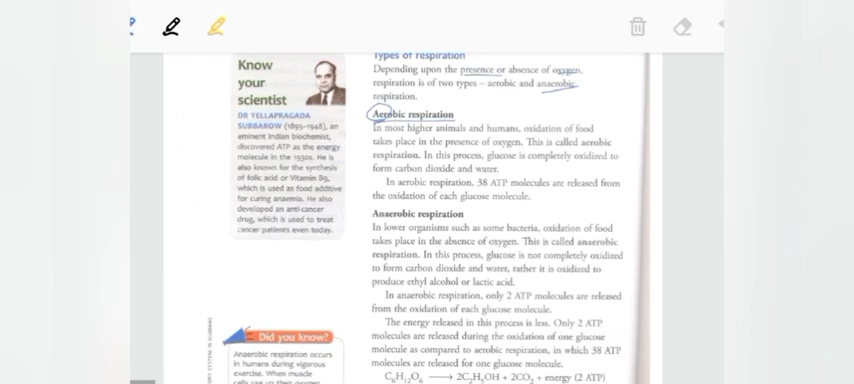 Know
your
scientist
DR YELLAPRAGADA
SUBBAROW (1895–1948), an
eminent Indian biochemist,
discovered ATP as the energy
molecule in the 1930s. He is
also known for the synthesis
of folic acid or Vitamin B9,
which is used as food additive
for curing anaemia. He also
developed an anti-cancer
drug, which is used to treat
cancer patients even today.
Types of respiration
Depending upon the presence or absence of oxygen,
respiration is of two types – aerobic and anaerobic
respiration.
Aerobic respiration
In most higher animals and humans, oxidation of food
takes place in the presence of oxygen. This is called aerobic
respiration. In this process, glucose is completely oxidized to
form carbon dioxide and water.
In aerobic respiration, 38 ATP molecules are released from
the oxidation of each glucose molecule.
Anaerobic respiration
In lower organisms such as some bacteria, oxidation of food
takes place in the absence of oxygen. This is called anaerobic
respiration. In this process, glucose is not completely oxidized
to form carbon dioxide and water, rather it is oxidized to
produce ethyl alcohol or lactic acid.
In anaerobic respiration, only 2 ATP molecules are released
from the oxidation of each glucose molecule.
The energy released in this process is less. Only 2 ATP
molecules are released during the oxidation of one glucose
molecule as compared to aerobic respiration, in which 38 ATP
molecules are released for one glucose molecule.
C₆H₁₂O₆ ⟶ 2C₂H₅OH + 2CO₂ + energy (2 ATP)
Did you know?
Anaerobic respiration occurs
in humans during vigorous
exercise. When muscle
cells use up their oxygen
SYSTEM IN HUMANS